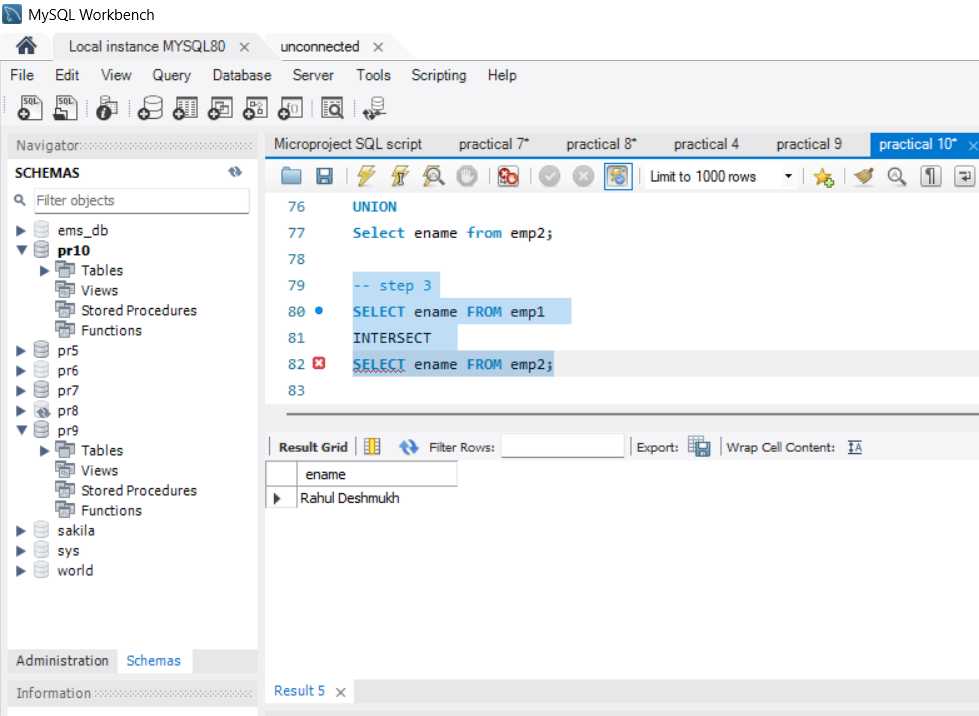 MySQL Workbench
Local instance MYSQL80
unconnected
File Edit View Query Database Server Tools Scripting Help
Navigator
SCHEMAS
Filter objects
ems_db
pr10
Tables
Views
Stored Procedures
Functions
pr5
pr6
pr7
pr8
pr9
Tables
Views
Stored Procedures
Functions
sakila
sys
world
Administration Schemas
Information
Microproject SQL script practical 7* practical 8* practical 4 practical 9 practical 10*
Limit to 1000 rows
76 UNION
77 Select ename from emp2;
78
79 -- step 3
80 SELECT ename FROM emp1
81 INTERSECT
82 SELECT ename FROM emp2;
83
Result Grid Filter Rows: Export: Wrap Cell Content:
ename
Rahul Deshmukh
Result 5